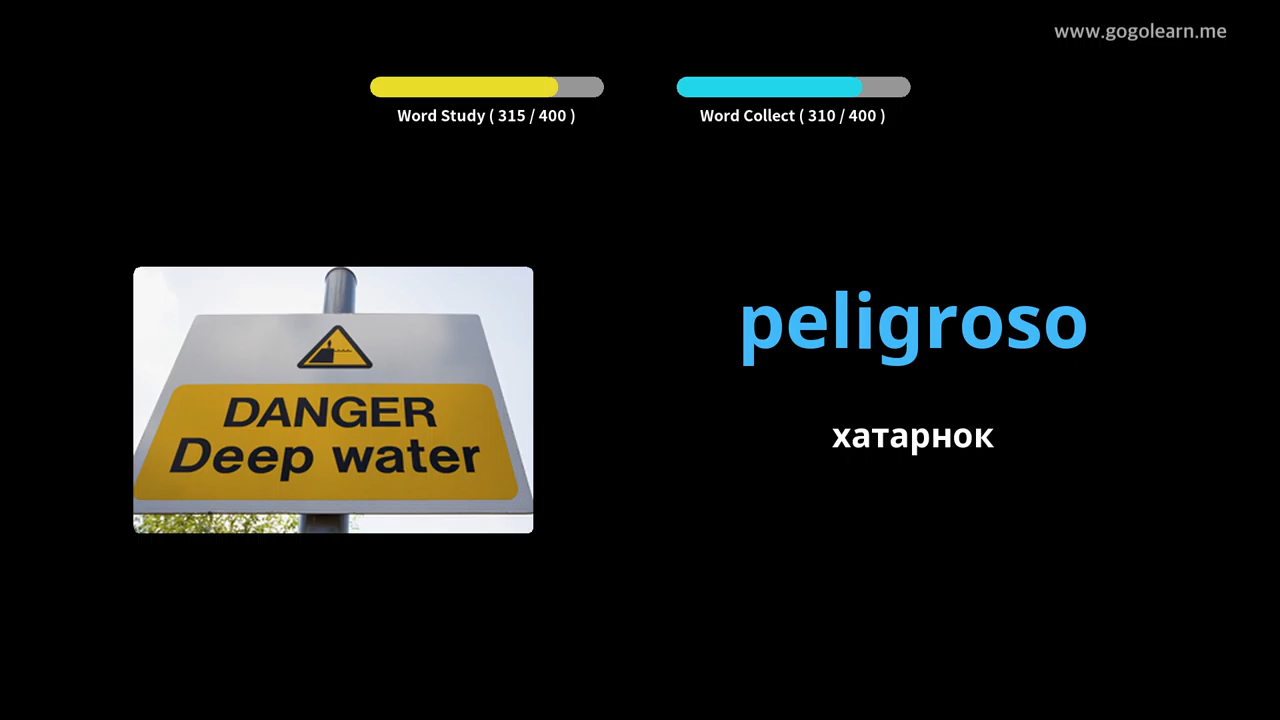 www.gogolearn.me
Word Study ( 315 / 400 )
Word Collect ( 310 / 400 )
DANGER
Deep water
peligroso
хатарнок